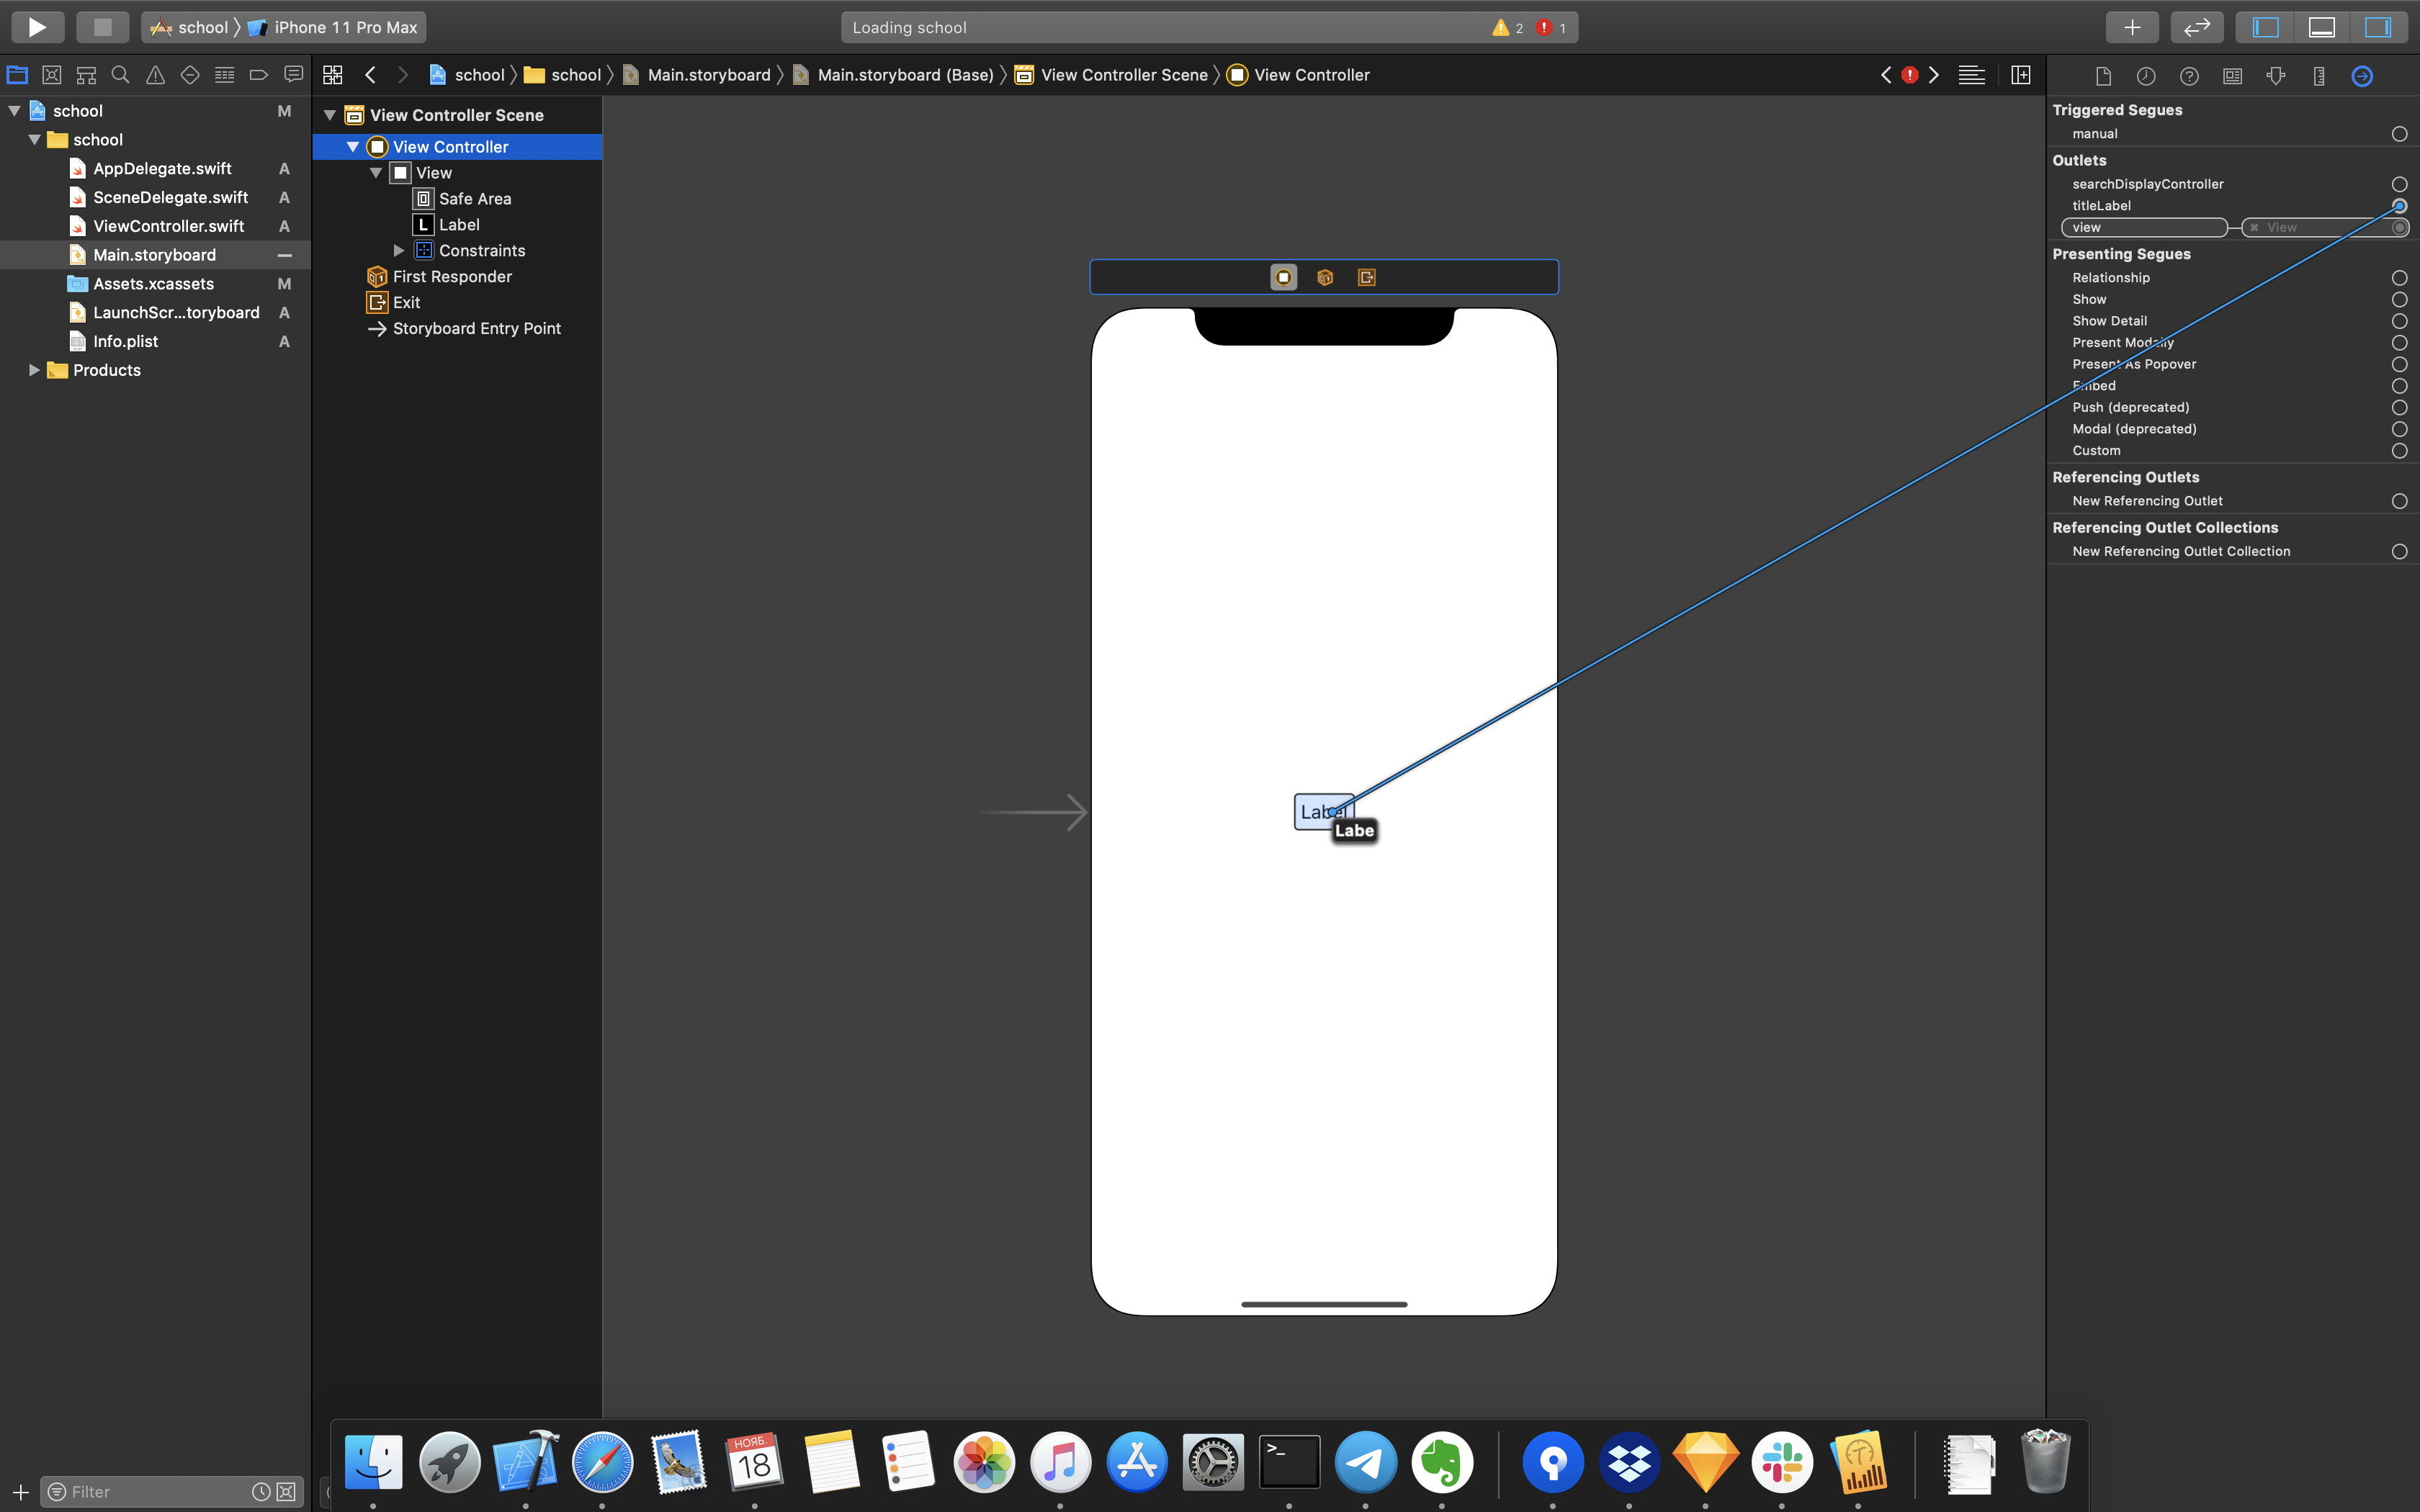 school
iPhone 11 Pro Max
Loading school
2
1
school
school
Main.storyboard
Main.storyboard (Base)
View Controller Scene
View Controller
school
M
school
AppDelegate.swift
A
SceneDelegate.swift
A
ViewController.swift
A
Main.storyboard
Assets.xcassets
M
LaunchScr...toryboard
A
Info.plist
A
Products
View Controller Scene
View Controller
View
Safe Area
L
Label
Constraints
First Responder
Exit
Storyboard Entry Point
Label
Labe
Triggered Segues
manual
Outlets
searchDisplayController
titleLabel
view
View
Presenting Segues
Relationship
Show
Show Detail
Present Modally
Present As Popover
Embed
Push (deprecated)
Modal (deprecated)
Custom
Referencing Outlets
New Referencing Outlet
Referencing Outlet Collections
New Referencing Outlet Collection
Filter
НОЯБ.
18
>_